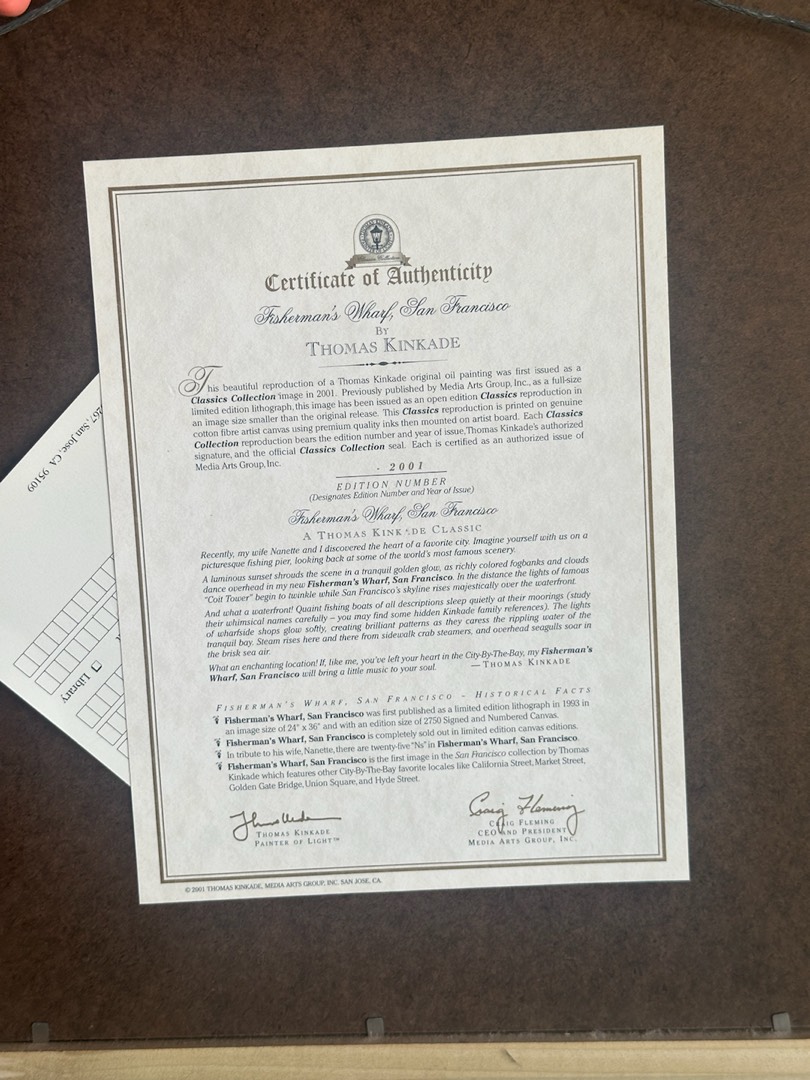 Certificate of Authenticity
Fisherman's Wharf, San Francisco
BY
THOMAS KINKADE
This beautiful reproduction of a Thomas Kinkade original oil painting was first issued as a
Classics Collection image in 2001. Previously published by Media Arts Group, Inc., as a full-size
limited edition lithograph, this image has been issued as an open edition Classics reproduction in
an image size smaller than the original release. This Classics reproduction is printed on genuine
cotton fibre artist canvas using premium quality inks then mounted on artist board. Each Classics
Collection reproduction bears the edition number and year of issue, Thomas Kinkade's authorized
signature, and the official Classics Collection seal. Each is certified as an authorized issue of
Media Arts Group, Inc.
- 2001
EDITION NUMBER
(Designates Edition Number and Year of Issue)
Fisherman's Wharf, San Francisco
A THOMAS KINKADE CLASSIC
Recently, my wife Nanette and I discovered the heart of a favorite city. Imagine yourself with us on a
picturesque fishing pier, looking back at some of the world's most famous scenery.
A luminous sunset shrouds the scene in a tranquil golden glow, as richly colored fogbanks and clouds
dance overhead in my new Fisherman's Wharf, San Francisco. In the distance the lights of famous
"Coit Tower" begin to twinkle while San Francisco's skyline rises majestically over the waterfront.
And what a waterfront! Quaint fishing boats of all descriptions sleep quietly at their moorings (study
their whimsical names carefully – you may find some hidden Kinkade family references). The lights
of wharfside shops glow softly, creating brilliant patterns as they caress the rippling water of the
tranquil bay. Steam rises here and there from sidewalk crab steamers, and overhead seagulls soar in
the brisk sea air.
What an enchanting location! If, like me, you've left your heart in the City-By-The-Bay, my Fisherman's
Wharf, San Francisco will bring a little music to your soul. — THOMAS KINKADE
FISHERMAN'S WHARF, SAN FRANCISCO – HISTORICAL FACTS
Fisherman's Wharf, San Francisco was first published as a limited edition lithograph in 1993 in
an image size of 24" x 36" and with an edition size of 2750 Signed and Numbered Canvas.
Fisherman's Wharf, San Francisco is completely sold out in limited edition canvas editions.
In tribute to his wife, Nanette, there are twenty-five "Ns" in Fisherman's Wharf, San Francisco.
Fisherman's Wharf, San Francisco is the first image in the San Francisco collection by Thomas
Kinkade which features other City-By-The-Bay favorite locales like California Street, Market Street,
Golden Gate Bridge, Union Square, and Hyde Street.
THOMAS KINKADE
PAINTER OF LIGHT™
Craig Fleming
CRAIG FLEMING
CEO AND PRESIDENT
MEDIA ARTS GROUP, INC.
© 2001 THOMAS KINKADE, MEDIA ARTS GROUP, INC. SAN JOSE, CA.
267, San Jose, CA 95109
Library